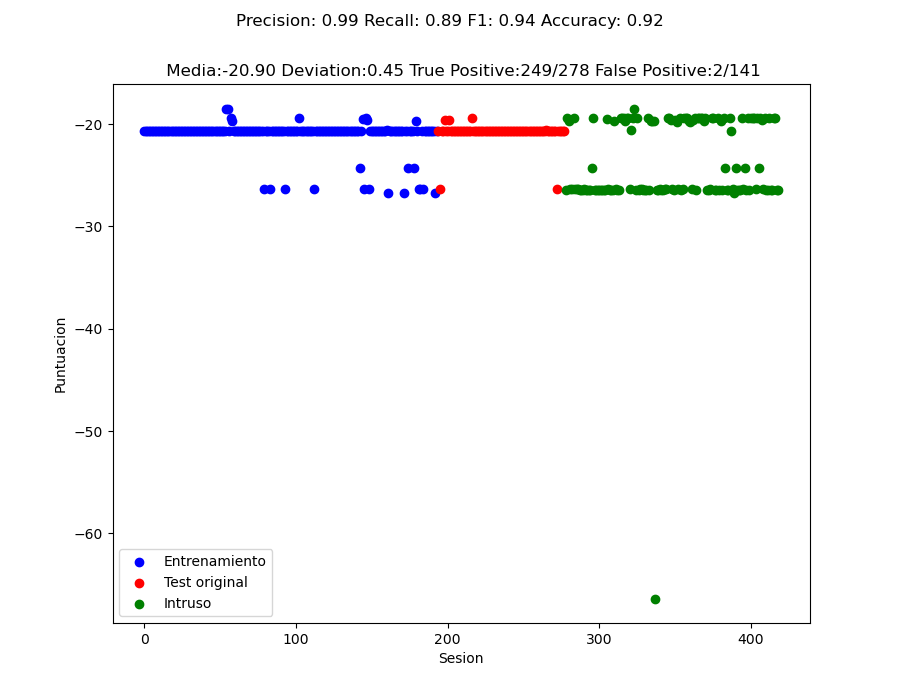 Precision: 0.99 Recall: 0.89 F1: 0.94 Accuracy: 0.92
Media:-20.90 Deviation:0.45 True Positive:249/278 False Positive:2/141
−20
−30
−40
−50
−60
Puntuacion
Entrenamiento
Test original
Intruso
0 100 200 300 400
Sesion